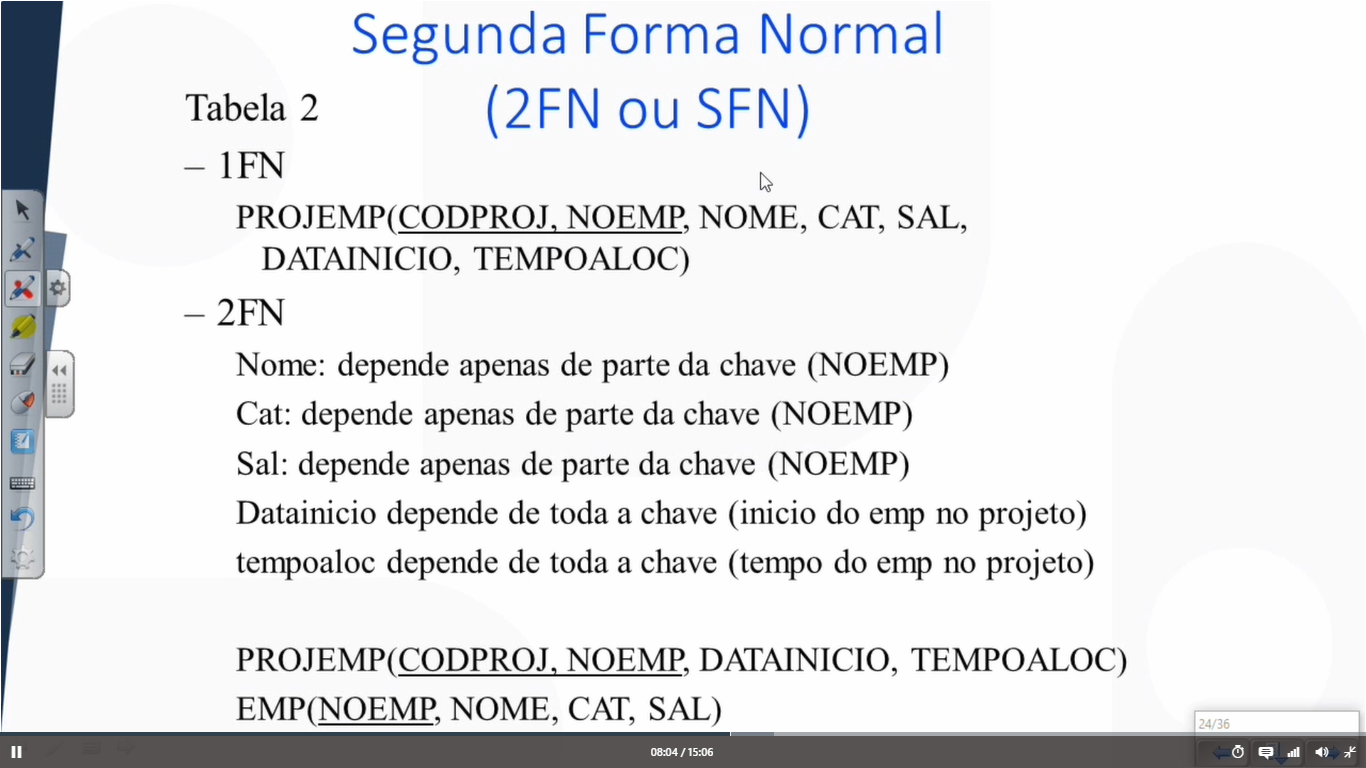 Segunda Forma Normal
(2FN ou SFN)
Tabela 2
– 1FN
PROJEMP(CODPROJ, NOEMP, NOME, CAT, SAL,
DATAINICIO, TEMPOALOC)
– 2FN
Nome: depende apenas de parte da chave (NOEMP)
Cat: depende apenas de parte da chave (NOEMP)
Sal: depende apenas de parte da chave (NOEMP)
Datainicio depende de toda a chave (inicio do emp no projeto)
tempoaloc depende de toda a chave (tempo do emp no projeto)
PROJEMP(CODPROJ, NOEMP, DATAINICIO, TEMPOALOC)
EMP(NOEMP, NOME, CAT, SAL)
24/36
08:04 / 15:06